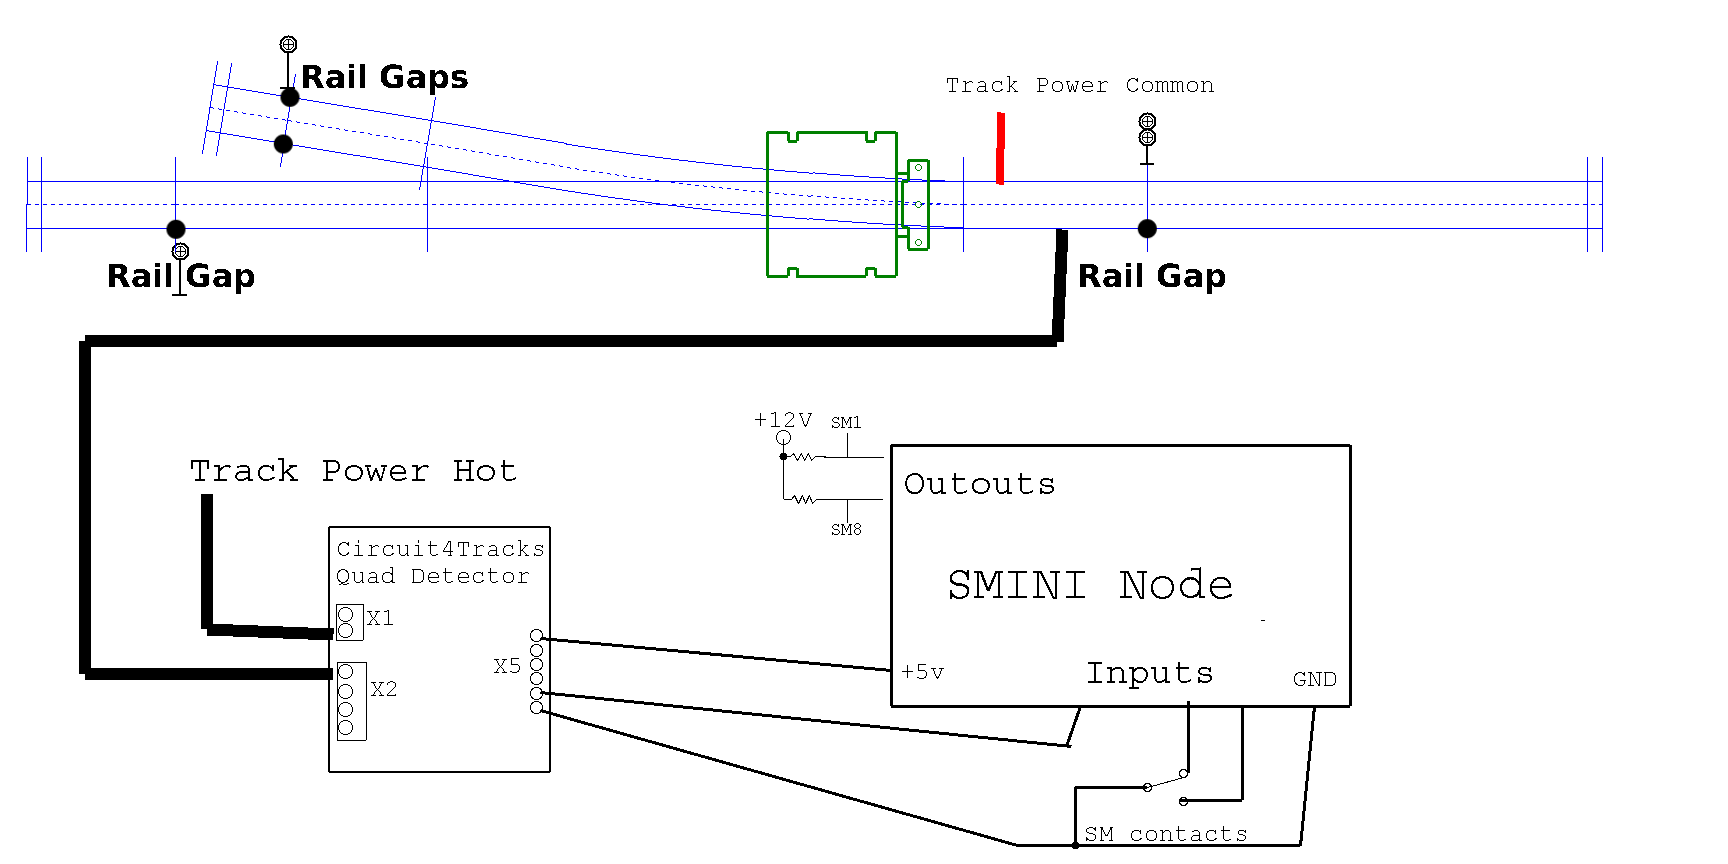 Rail Gaps
Track Power Common
Rail Gap
Rail Gap
+12V
SM1
Track Power Hot
Outouts
SM8
Circuit4Tracks
Quad Detector
SMINI Node
X1
X5
+5v
Inputs
GND
X2
SM contacts